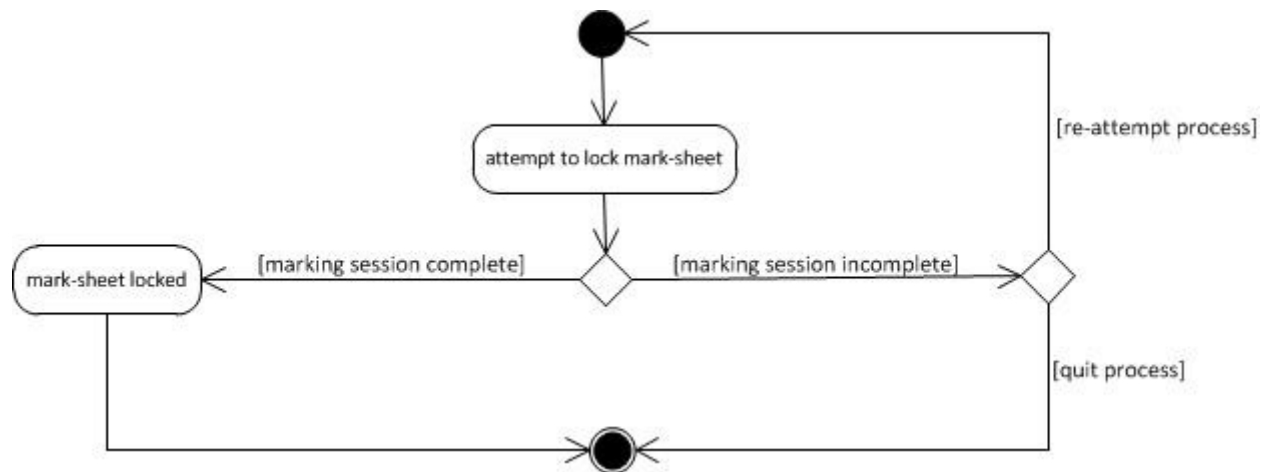 [re-attempt process]
attempt to lock mark-sheet
[marking session complete]
[marking session incomplete]
mark-sheet locked
[quit process]